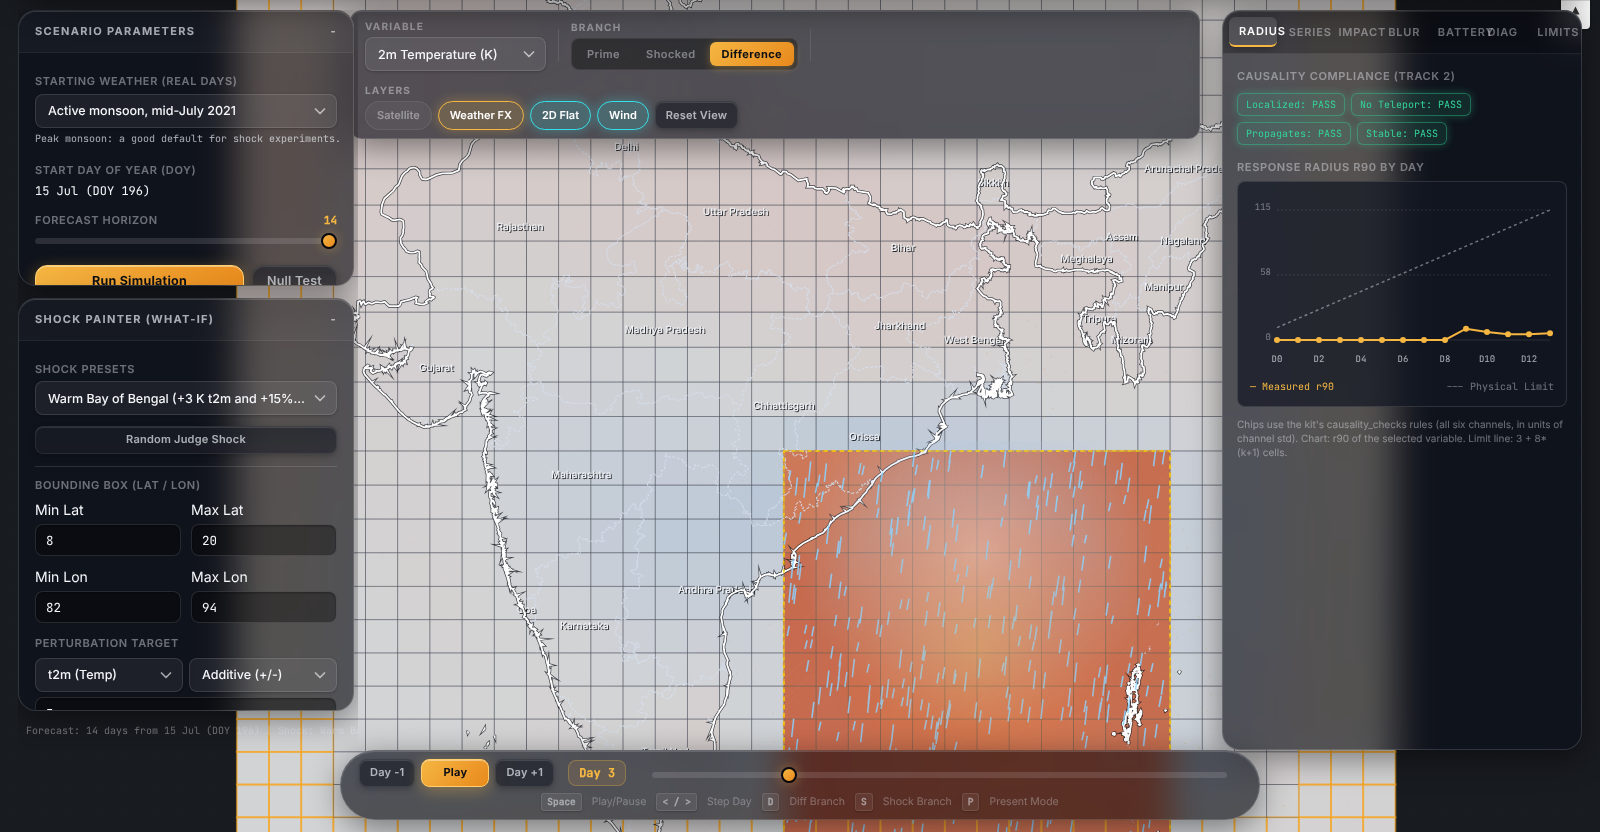 SCENARIO PARAMETERS
-
STARTING WEATHER (REAL DAYS)
Active monsoon, mid-July 2021
Peak monsoon: a good default for shock experiments.
START DAY OF YEAR (DOY)
15 Jul (DOY 196)
FORECAST HORIZON
14
Run Simulation
Null Test
SHOCK PAINTER (WHAT-IF)
-
SHOCK PRESETS
Warm Bay of Bengal (+3 K t2m and +15%...
Random Judge Shock
BOUNDING BOX (LAT / LON)
Min Lat
Max Lat
8
20
Min Lon
Max Lon
82
94
PERTURBATION TARGET
t2m (Temp)
Additive (+/-)
Forecast: 14 days from 15 Jul (DOY 196)
VARIABLE
2m Temperature (K)
BRANCH
Prime
Shocked
Difference
LAYERS
Satellite
Weather FX
2D Flat
Wind
Reset View
Delhi
Sikkim
Arunachal Prade
Uttar Pradesh
Rajasthan
Assam
Nagaland
Bihar
Meghalaya
Manipur
Tripura
Jharkhand
Madhya Pradesh
West Bengal
Mizoram
Gujarat
Chhattisgarh
Orissa
Maharashtra
Andhra Pradesh
Goa
Karnataka
Day -1
Play
Day +1
Day 3
Space
Play/Pause
< / >
Step Day
D
Diff Branch
S
Shock Branch
P
Present Mode
RADIUS
SERIES
IMPACT
BLUR
BATTERY
DIAG
LIMITS
CAUSALITY COMPLIANCE (TRACK 2)
Localized: PASS
No Teleport: PASS
Propagates: PASS
Stable: PASS
RESPONSE RADIUS R90 BY DAY
115
58
0
D0
D2
D4
D6
D8
D10
D12
— Measured r90
--- Physical Limit
Chips use the kit's causality_checks rules (all six channels, in units of
channel std). Chart: r90 of the selected variable. Limit line: 3 + 8*
(k+1) cells.